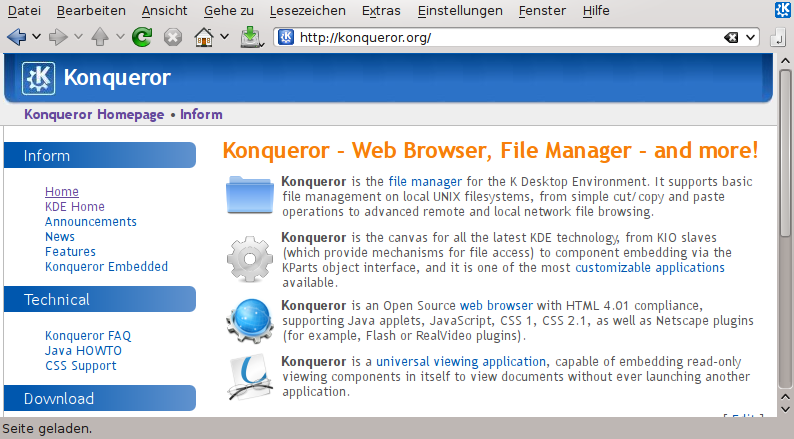 Datei Bearbeiten Ansicht Gehe zu Lesezeichen Extras Einstellungen Fenster Hilfe
http://konqueror.org/
Konqueror
Konqueror Homepage • Inform
Inform
Home
KDE Home
Announcements
News
Features
Konqueror Embedded
Technical
Konqueror FAQ
Java HOWTO
CSS Support
Download
Konqueror – Web Browser, File Manager – and more!
Konqueror is the file manager for the K Desktop Environment. It supports basic
file management on local UNIX filesystems, from simple cut/copy and paste
operations to advanced remote and local network file browsing.
Konqueror is the canvas for all the latest KDE technology, from KIO slaves
(which provide mechanisms for file access) to component embedding via the
KParts object interface, and it is one of the most customizable applications
available.
Konqueror is an Open Source web browser with HTML 4.01 compliance,
supporting Java applets, JavaScript, CSS 1, CSS 2.1, as well as Netscape plugins
(for example, Flash or RealVideo plugins).
Konqueror is a universal viewing application, capable of embedding read-only
viewing components in itself to view documents without ever launching another
application.
[ Edit ]
Seite geladen.